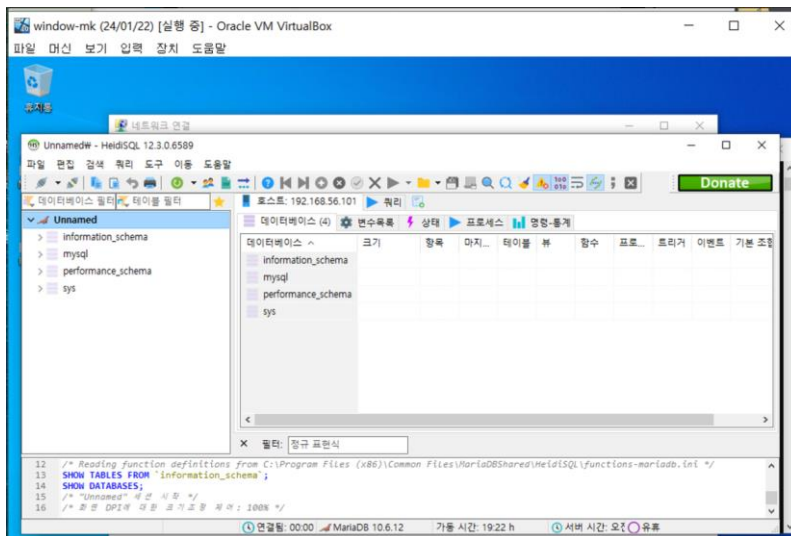 window-mk (24/01/22) [실행 중] - Oracle VM VirtualBox
파일 머신 보기 입력 장치 도움말
휴지통
네트워크 연결
Unnamed₩ - HeidiSQL 12.3.0.6589
파일 편집 검색 쿼리 도구 이동 도움말
Donate
데이터베이스 필터 테이블 필터
호스트: 192.168.56.101 쿼리
Unnamed
information_schema
mysql
performance_schema
sys
데이터베이스 (4) 변수목록 상태 프로세스 명령-통계
데이터베이스 크기 항목 마지... 테이블 뷰 함수 프로... 트리거 이벤트 기본 조합
information_schema
mysql
performance_schema
sys
필터: 정규 표현식
12 /* Reading function definitions from C:\Program Files (x86)\Common Files\MariaDBShared\HeidiSQL\functions-mariadb.ini */
13 SHOW TABLES FROM `information_schema`;
14 SHOW DATABASES;
15 /* "Unnamed" 세션 시작 */
16 /* 화면 DPI에 대한 크기조정 제어: 100% */
연결됨: 00:00 MariaDB 10.6.12 가동 시간: 19:22 h 서버 시간: 오전 유휴